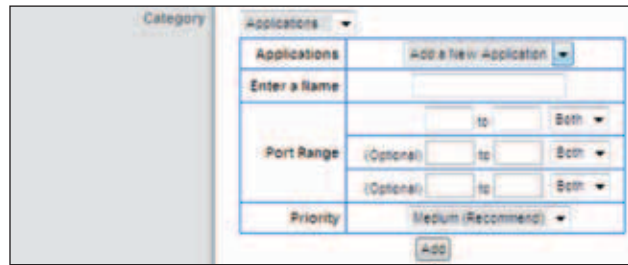 Category Applications
Applications Add a New Application
Enter a Name
to Both
Port Range (Optional) to Both
(Optional) to Both
Priority Medium (Recommend)
Add